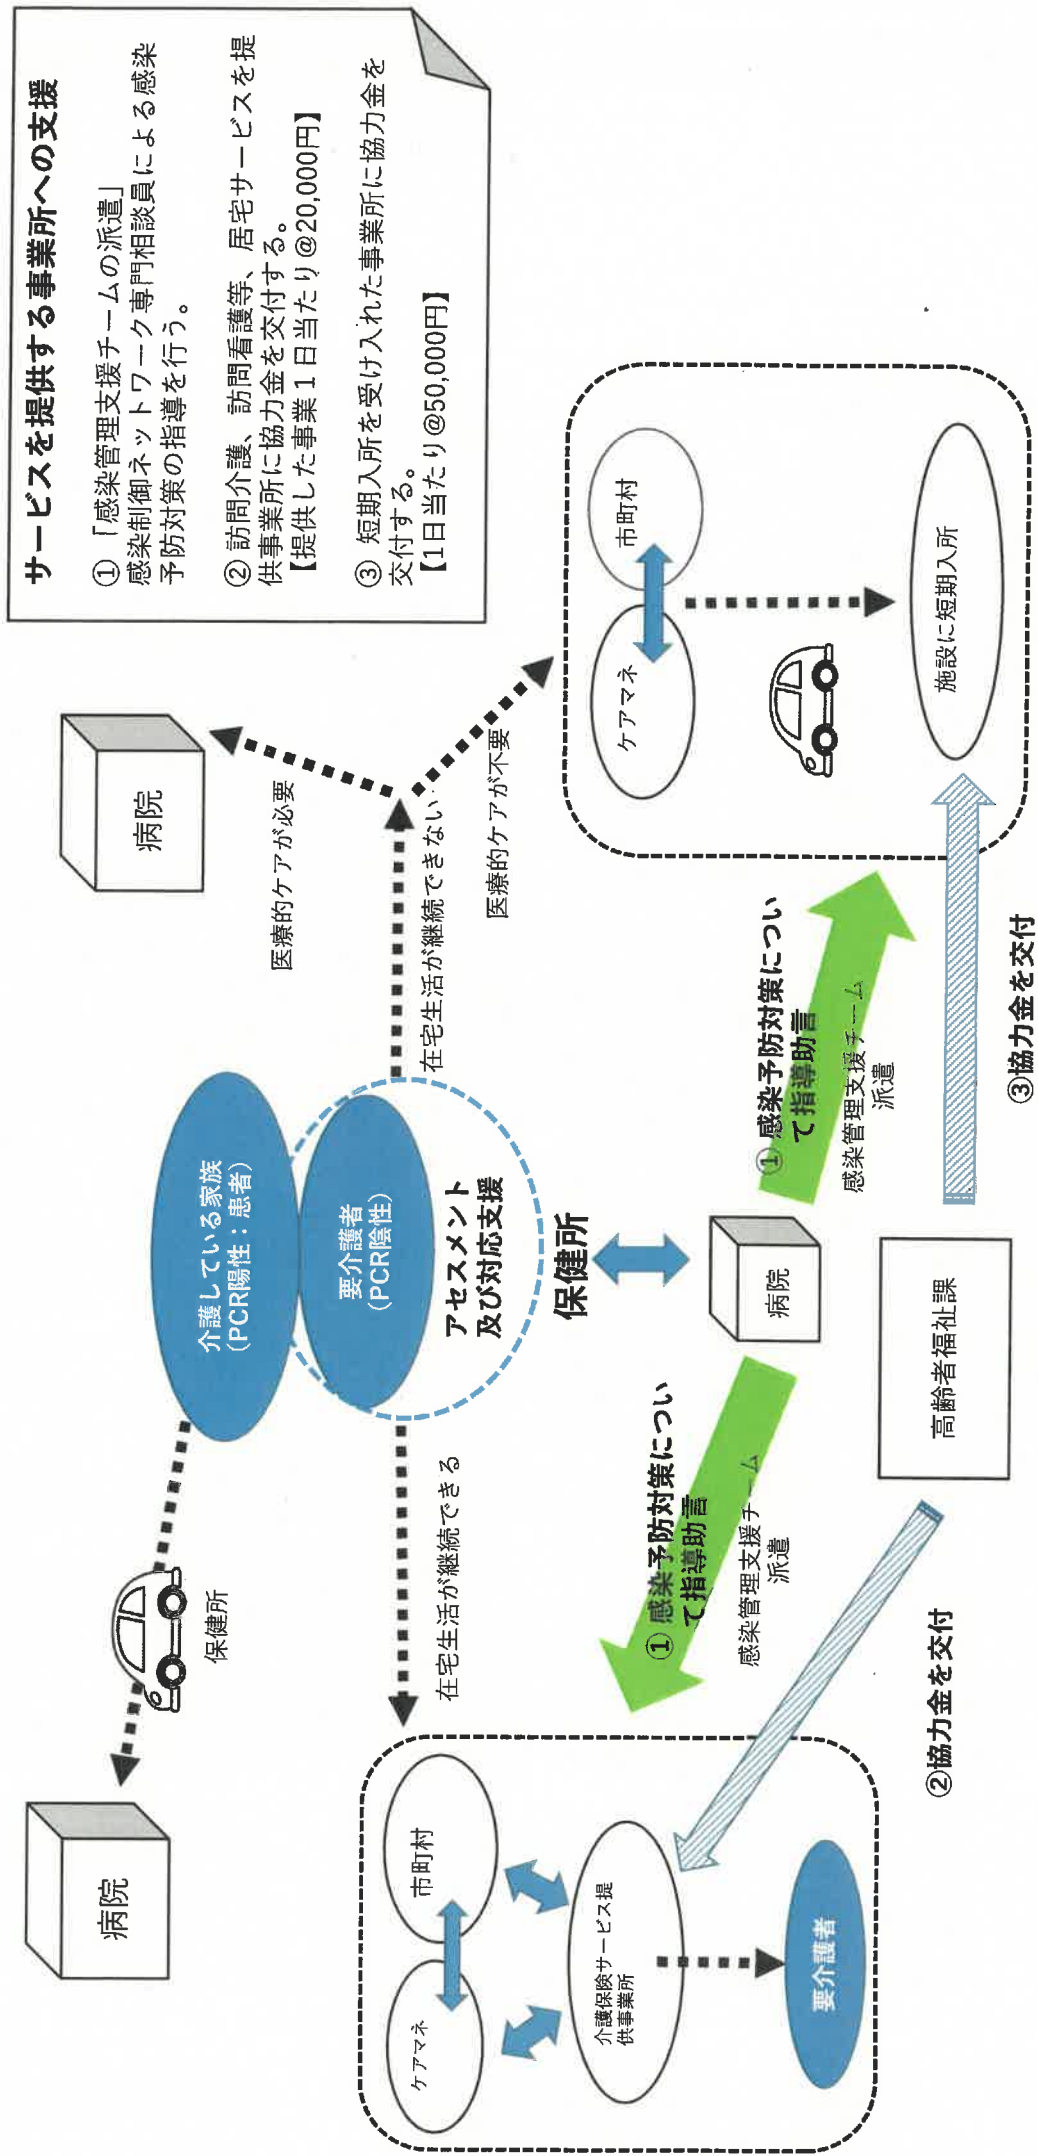 サービスを提供する事業所への支援
①「感染管理支援チームの派遣」
感染制御ネットワーク専門相談員による感染
予防対策の指導を行う。
② 訪問介護、訪問看護等、居宅サービスを提
供事業所に協力金を交付する。
【提供した事業１日当たり@20,000円】
③ 短期入所を受け入れた事業所に協力金を
交付する。
【1日当たり@50,000円】
病院
保健所
介護している家族
(PCR陽性：患者)
要介護者
(PCR陰性)
アセスメント
及び対応支援
保健所
病院
医療的ケアが必要
在宅生活が継続できない
医療的ケアが不要
在宅生活が継続できる
ケアマネ
市町村
介護保険サービス提
供事業所
要介護者
① 感染予防対策につい
て指導助言
感染管理支援チーム
派遣
病院
① 感染予防対策につい
て指導助言
感染管理支援チーム
派遣
ケアマネ
市町村
施設に短期入所
高齢者福祉課
②協力金を交付
③協力金を交付